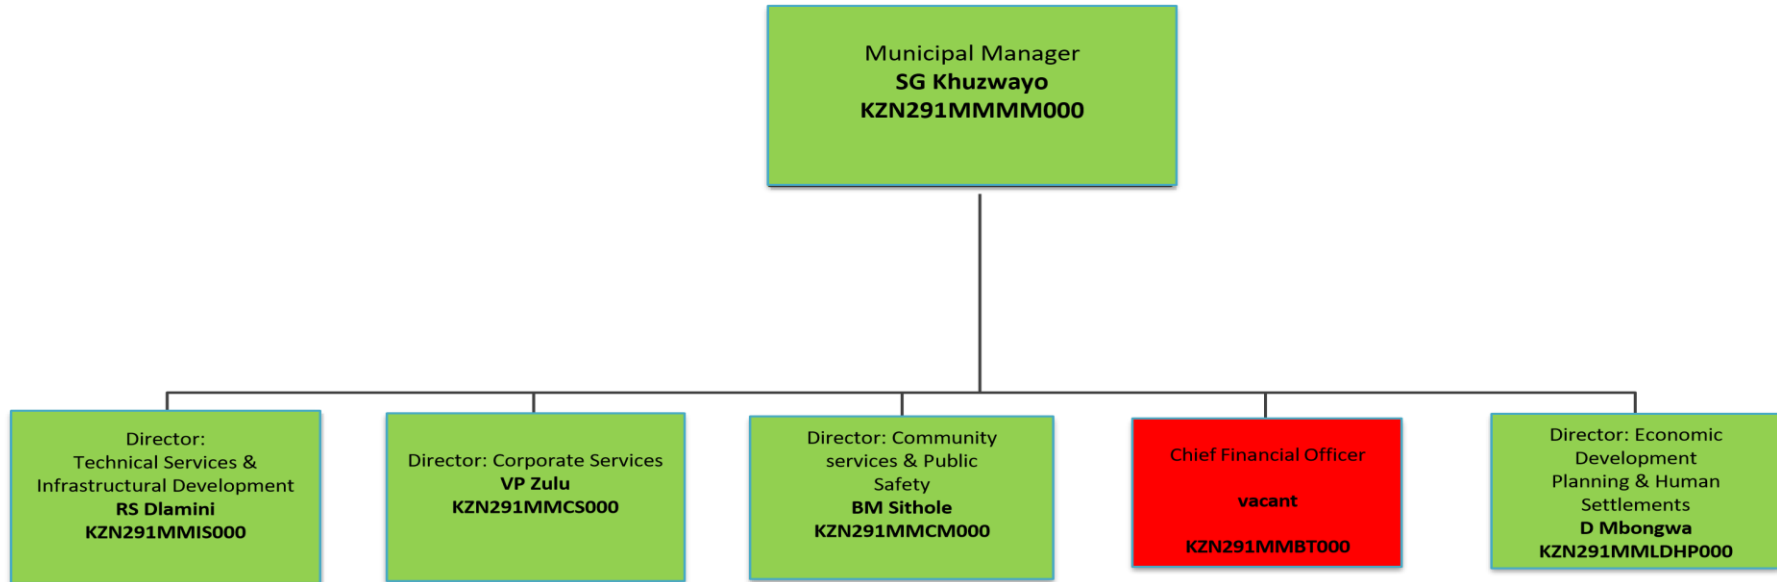 Municipal Manager
SG Khuzwayo
KZN291MMMM000
Director:
Technical Services &
Infrastructural Development
RS Dlamini
KZN291MMIS000
Director: Corporate Services
VP Zulu
KZN291MMCS000
Director: Community
services & Public
Safety
BM Sithole
KZN291MMCM000
Chief Financial Officer
vacant
KZN291MMBT000
Director: Economic
Development
Planning & Human
Settlements
D Mbongwa
KZN291MMLDHP000